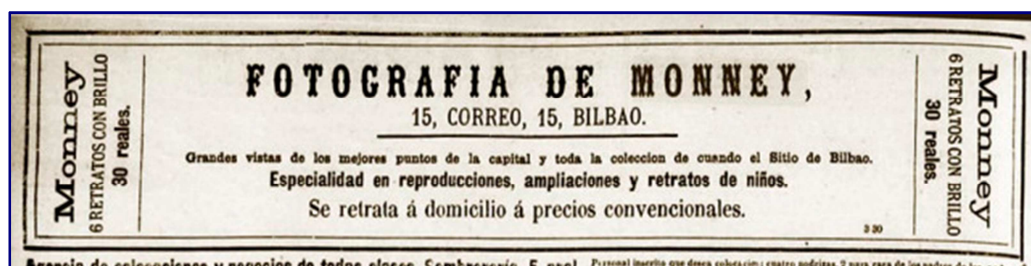 Monney
6 RETRATOS CON BRILLO
30 reales.
FOTOGRAFIA DE MONNEY,
15, CORREO, 15, BILBAO.
Grandes vistas de los mejores puntos de la capital y toda la coleccion de cuando el Sitio de Bilbao.
Especialidad en reproducciones, ampliaciones y retratos de niños.
Se retrata á domicilio á precios convencionales.
3 30
Monney
6 RETRATOS CON BRILLO
30 reales.